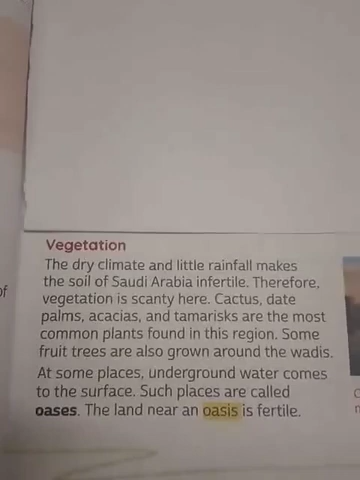 Vegetation
The dry climate and little rainfall makes
the soil of Saudi Arabia infertile. Therefore,
vegetation is scanty here. Cactus, date
palms, acacias, and tamarisks are the most
common plants found in this region. Some
fruit trees are also grown around the wadis.
At some places, underground water comes
to the surface. Such places are called
oases. The land near an oasis is fertile.